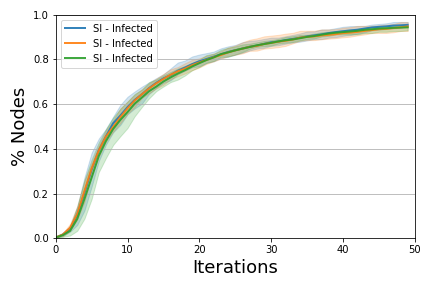 1.0
0.8
0.6
0.4
0.2
0.0
% Nodes
SI - Infected
SI - Infected
SI - Infected
0 10 20 30 40 50
Iterations